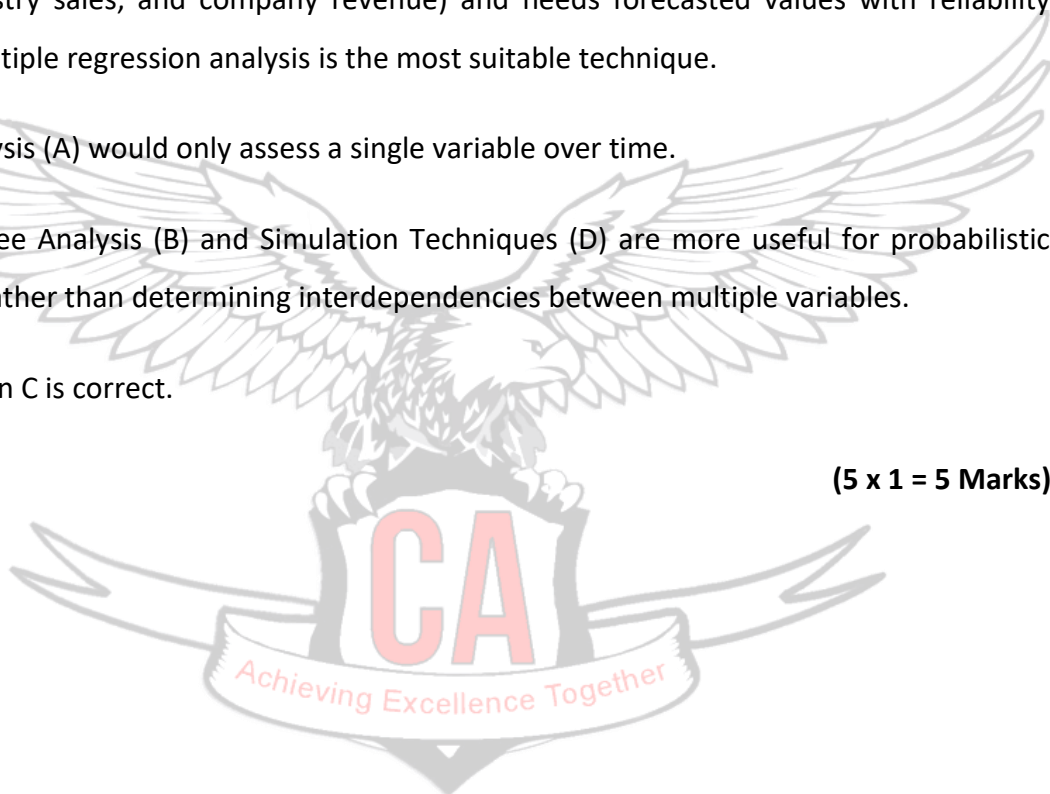 stry sales, and company revenue) and needs forecasted values with reliability
tiple regression analysis is the most suitable technique.
ysis (A) would only assess a single variable over time.
ee Analysis (B) and Simulation Techniques (D) are more useful for probabilistic
ather than determining interdependencies between multiple variables.
n C is correct.
(5 x 1 = 5 Marks)
CA
Achieving Excellence Together